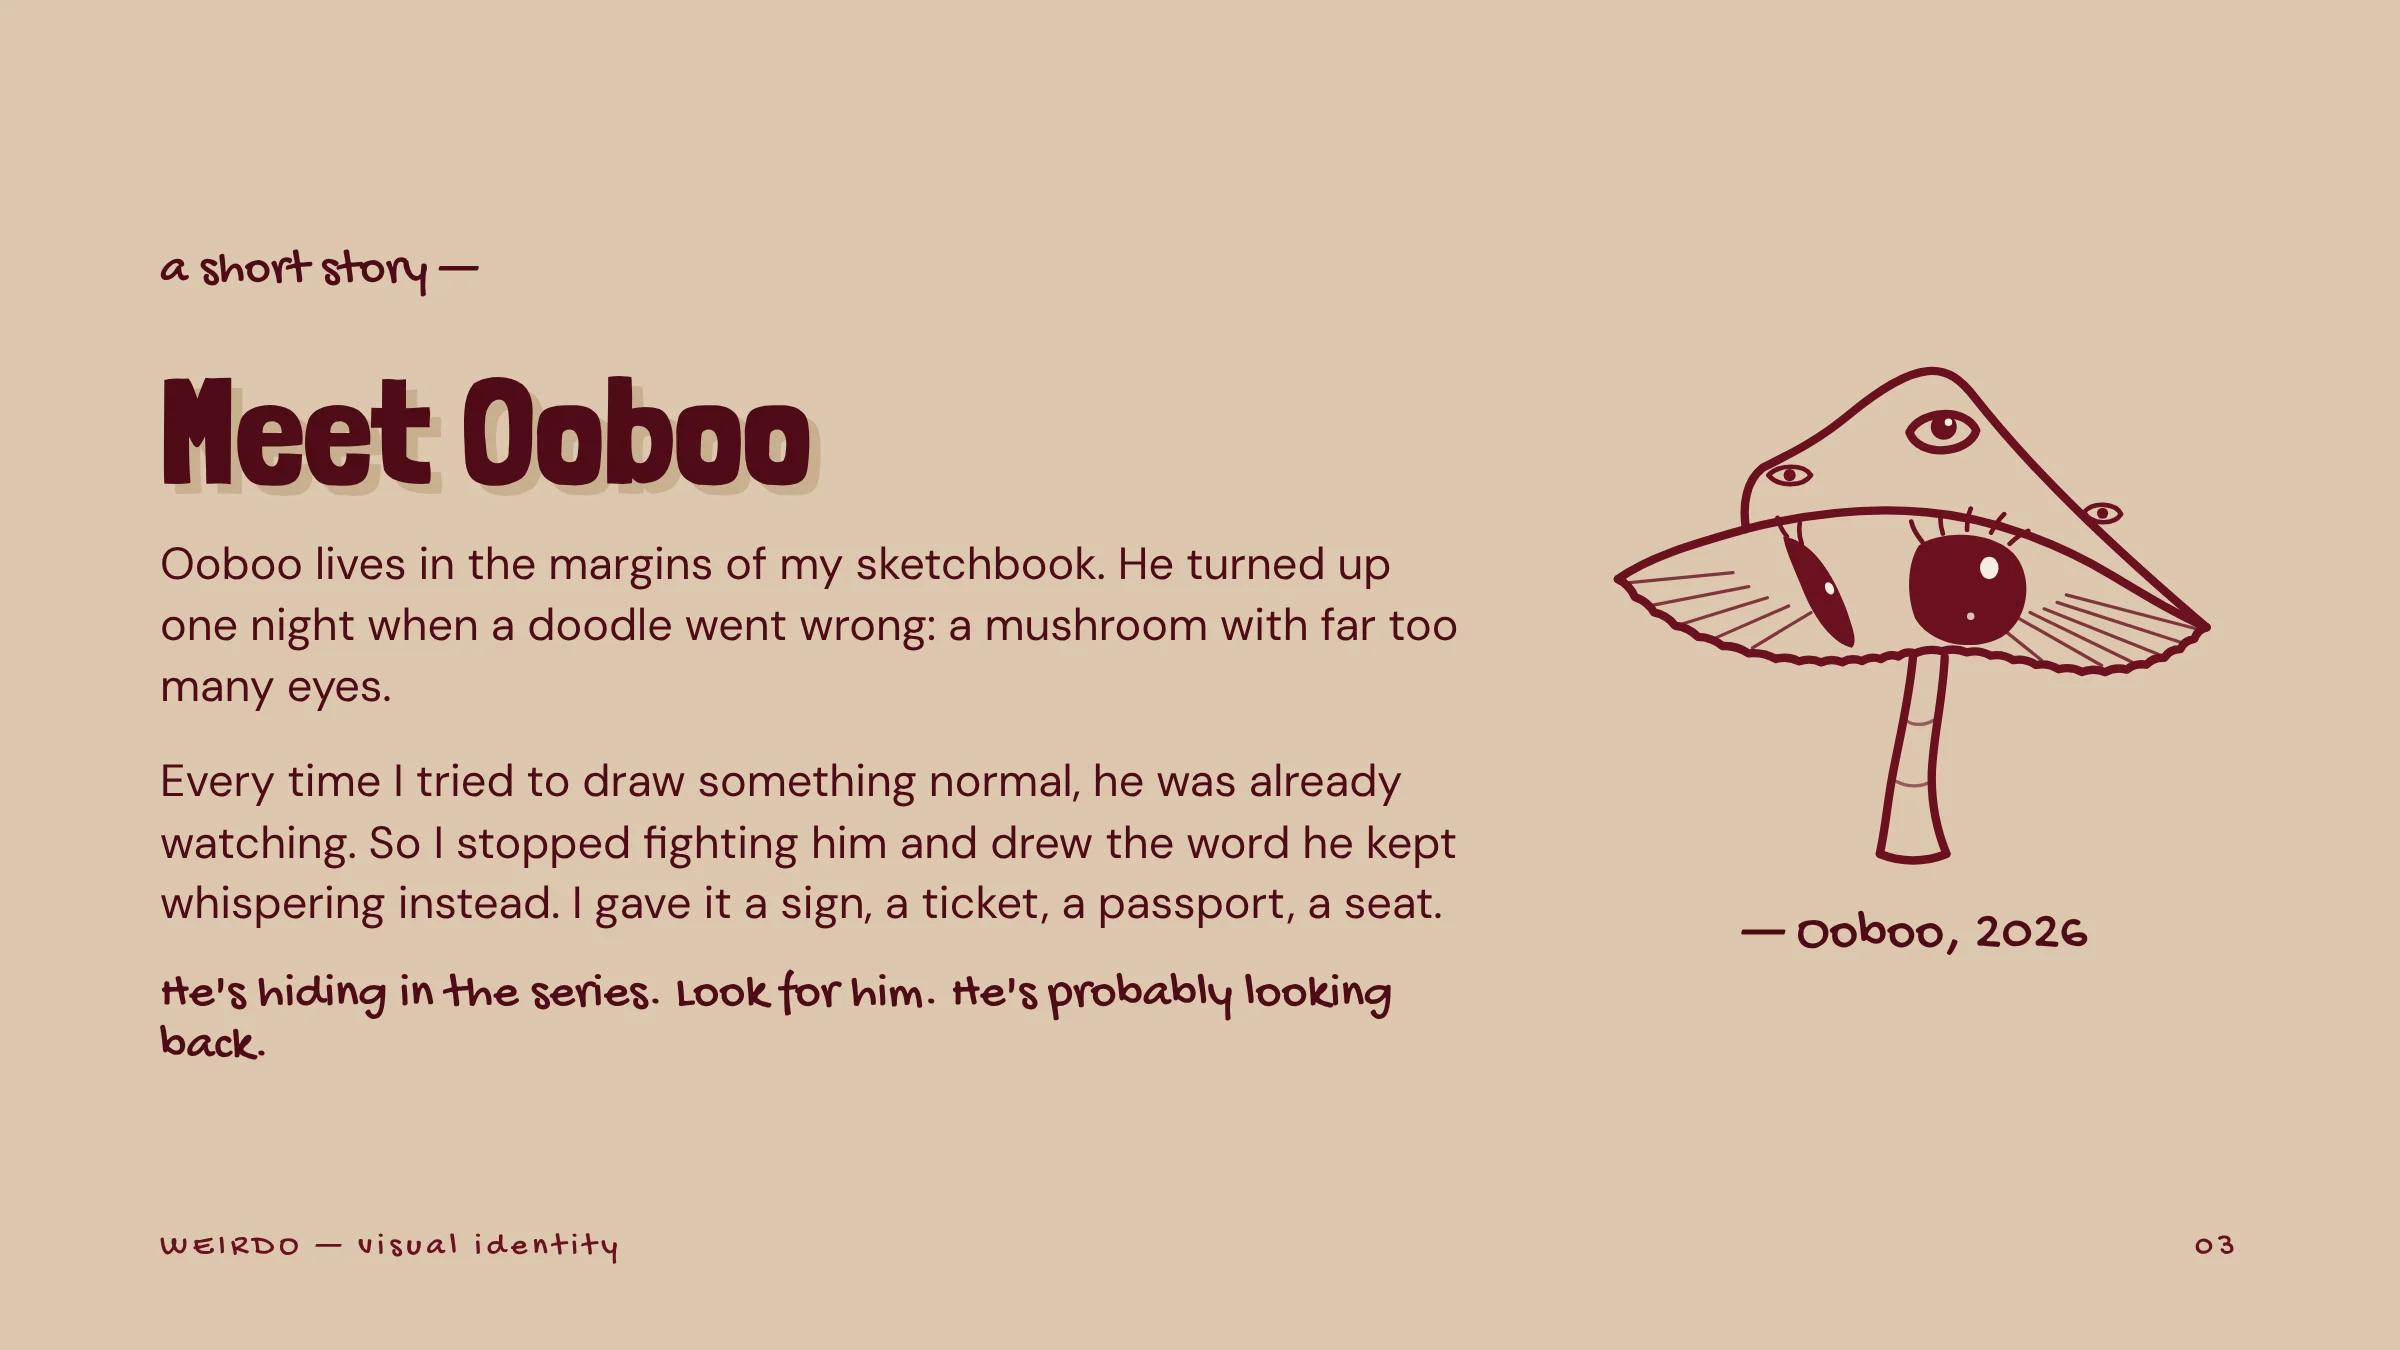 a short story —
Meet Ooboo
Ooboo lives in the margins of my sketchbook. He turned up
one night when a doodle went wrong: a mushroom with far too
many eyes.
Every time I tried to draw something normal, he was already
watching. So I stopped fighting him and drew the word he kept
whispering instead. I gave it a sign, a ticket, a passport, a seat.
He's hiding in the series. Look for him. He's probably looking
back.
— Ooboo, 2026
WEIRDO — visual identity
03